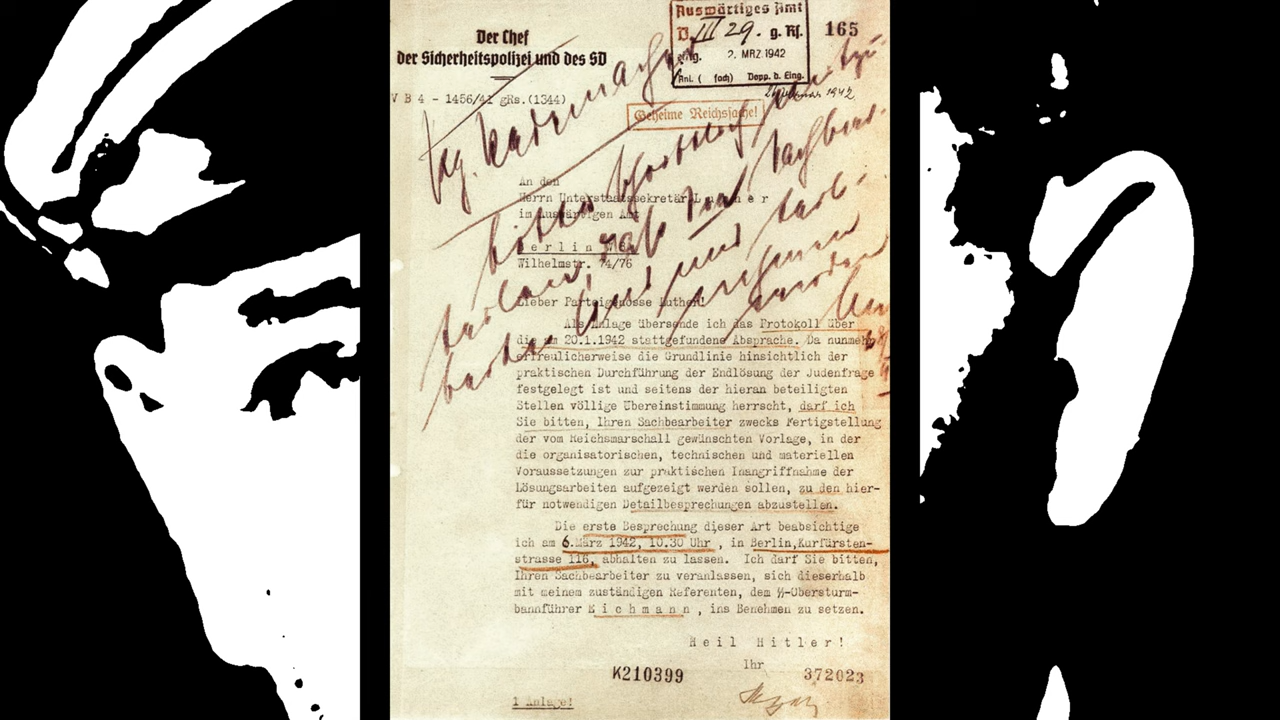 Der Chef
der Sicherheitspolizei und des SD
V B 4 - 1456/41 gRs.(1344)
Auswärtiges Amt
D. III 29. g. Rs.
eing. 2. MRZ.1942
Anl. ( fach) Dopp. d. Eing.
165
Februar 1942
Geheime Reichssache!
An den
Herrn Unterstaatssekretär L u t h e r
im Auswärtigen Amt
B e r l i n W 8
Wilhelmstr. 74/76
Lieber Parteigenosse Luther!
Als Anlage übersende ich das Protokoll über
die am 20.1.1942 stattgefundene Absprache. Da nunmehr
erfreulicherweise die Grundlinie hinsichtlich der
praktischen Durchführung der Endlösung der Judenfrage
festgelegt ist und seitens der hieran beteiligten
Stellen völlige Übereinstimmung herrscht, darf ich
Sie bitten, Ihren Sachbearbeiter zwecks Fertigstellung
der vom Reichsmarschall gewünschten Vorlage, in der
die organisatorischen, technischen und materiellen
Voraussetzungen zur praktischen Inangriffnahme der
Lösungsarbeiten aufgezeigt werden sollen, zu den hier-
für notwendigen Detailbesprechungen abzustellen.
Die erste Besprechung dieser Art beabsichtige
ich am 6.März 1942, 10.30 Uhr , in Berlin,Kurfürsten-
strasse 116, abhalten zu lassen. Ich darf Sie bitten,
Ihren Sachbearbeiter zu veranlassen, sich dieserhalb
mit meinem zuständigen Referenten, dem ᛋᛋ-Obersturm-
bannführer E i c h m a n n , ins Benehmen zu setzen.
H e i l H i t l e r !
Ihr
K210399
372023
1 Anlage!